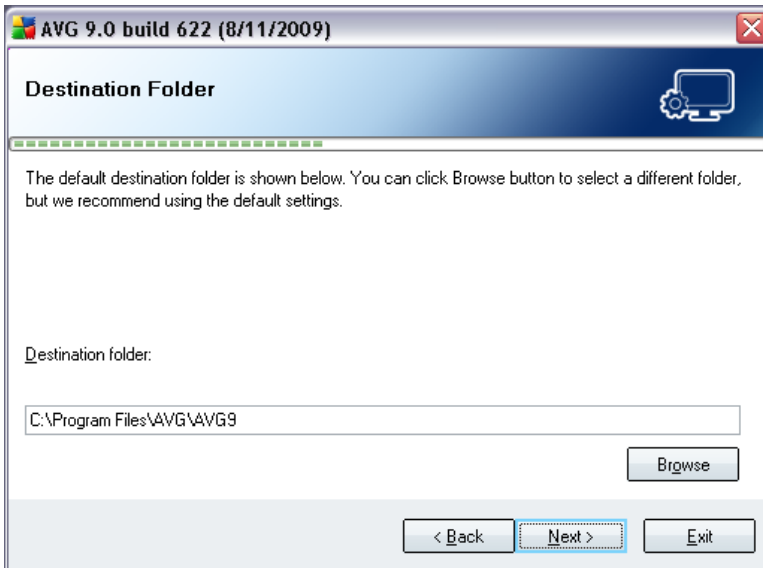 AVG 9.0 build 622 (8/11/2009)
Destination Folder
The default destination folder is shown below. You can click Browse button to select a different folder,
but we recommend using the default settings.
Destination folder:
C:\Program Files\AVG\AVG9
Browse
< Back Next > Exit